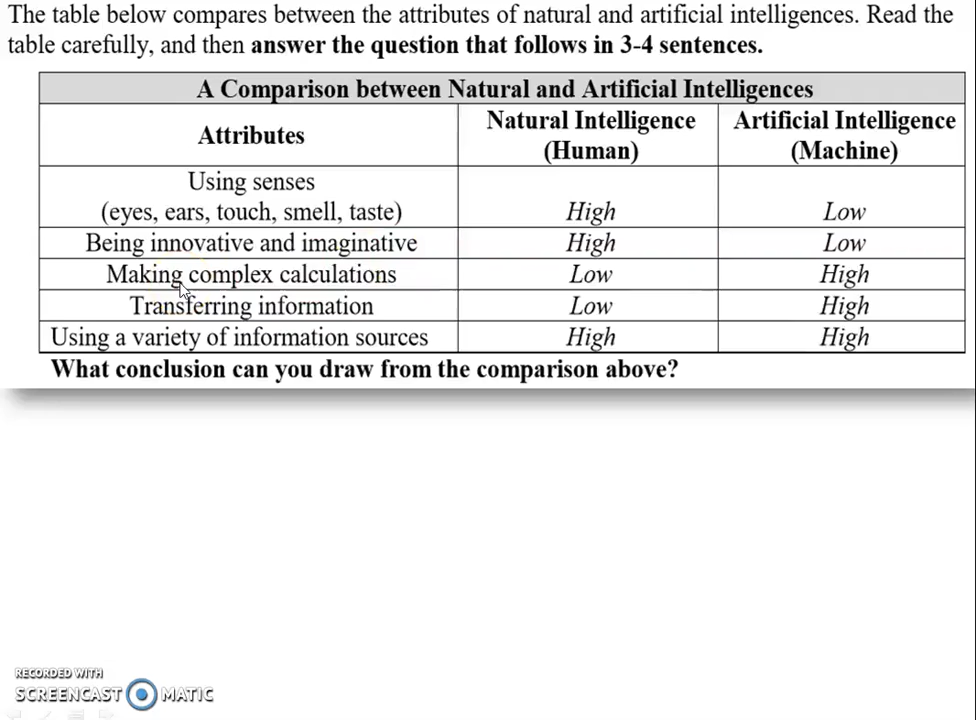 The table below compares between the attributes of natural and artificial intelligences. Read the
table carefully, and then answer the question that follows in 3-4 sentences.
A Comparison between Natural and Artificial Intelligences
Attributes Natural Intelligence (Human) Artificial Intelligence (Machine)
Using senses
(eyes, ears, touch, smell, taste) High Low
Being innovative and imaginative High Low
Making complex calculations Low High
Transferring information Low High
Using a variety of information sources High High
What conclusion can you draw from the comparison above?
RECORDED WITH
SCREENCAST MATIC